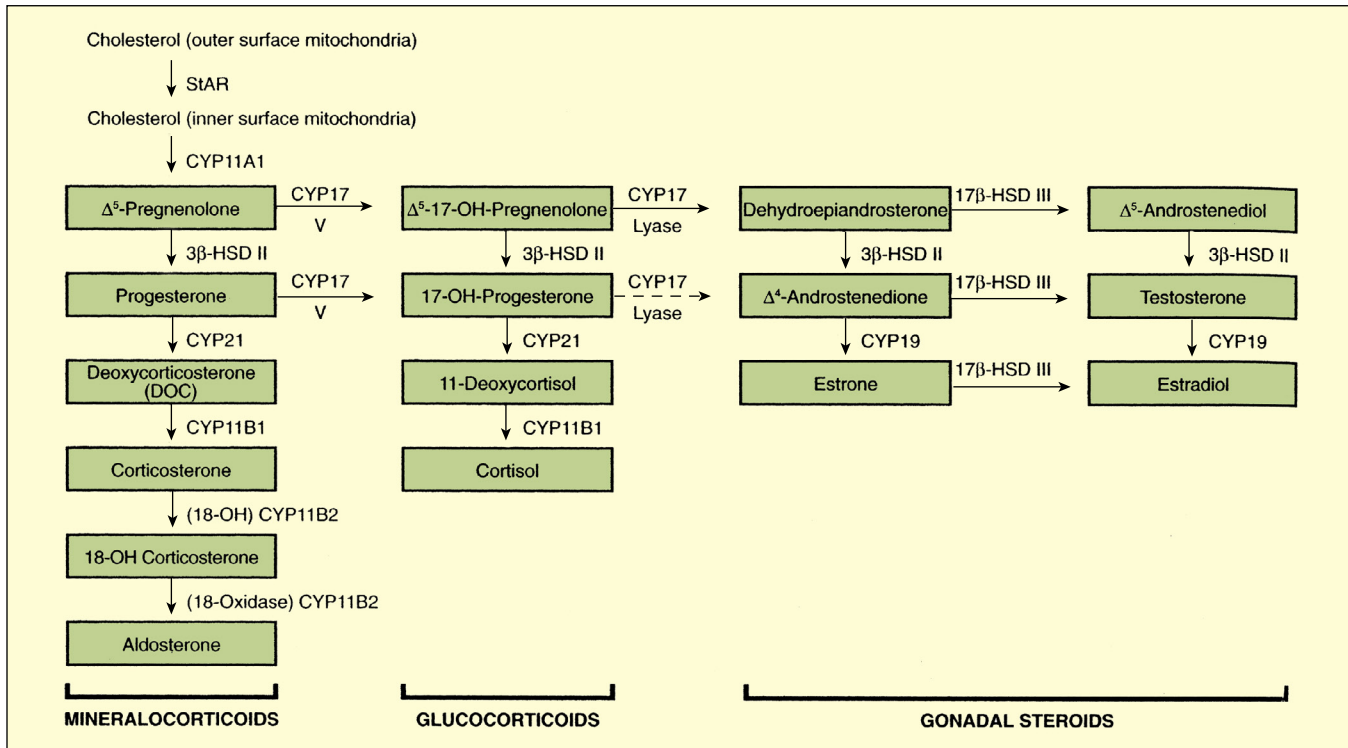 Cholesterol (outer surface mitochondria)
StAR
Cholesterol (inner surface mitochondria)
CYP11A1
Δ⁵-Pregnenolone
CYP17
V
Δ⁵-17-OH-Pregnenolone
CYP17
Lyase
Dehydroepiandrosterone
17β-HSD III
Δ⁵-Androstenediol
3β-HSD II
3β-HSD II
3β-HSD II
3β-HSD II
Progesterone
CYP17
V
17-OH-Progesterone
CYP17
Lyase
Δ⁴-Androstenedione
17β-HSD III
Testosterone
CYP21
CYP21
CYP19
CYP19
Deoxycorticosterone
(DOC)
11-Deoxycortisol
Estrone
17β-HSD III
Estradiol
CYP11B1
CYP11B1
Corticosterone
Cortisol
(18-OH) CYP11B2
18-OH Corticosterone
(18-Oxidase) CYP11B2
Aldosterone
MINERALOCORTICOIDS
GLUCOCORTICOIDS
GONADAL STEROIDS